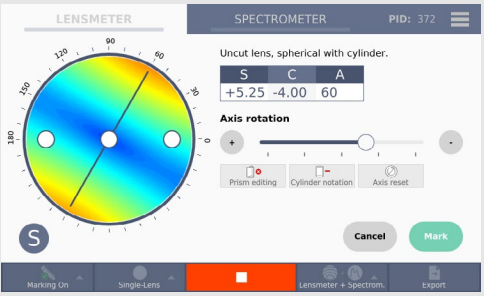 LENSMETER
SPECTROMETER
PID: 372
Uncut lens, spherical with cylinder.
S C A
+5.25 -4.00 60
Axis rotation
+ -
Prism editing
Cylinder notation
Axis reset
120 90 60
150 30
180 0
S
Cancel
Mark
Marking On
Single-Lens
Lensmeter + Spectrom.
Export